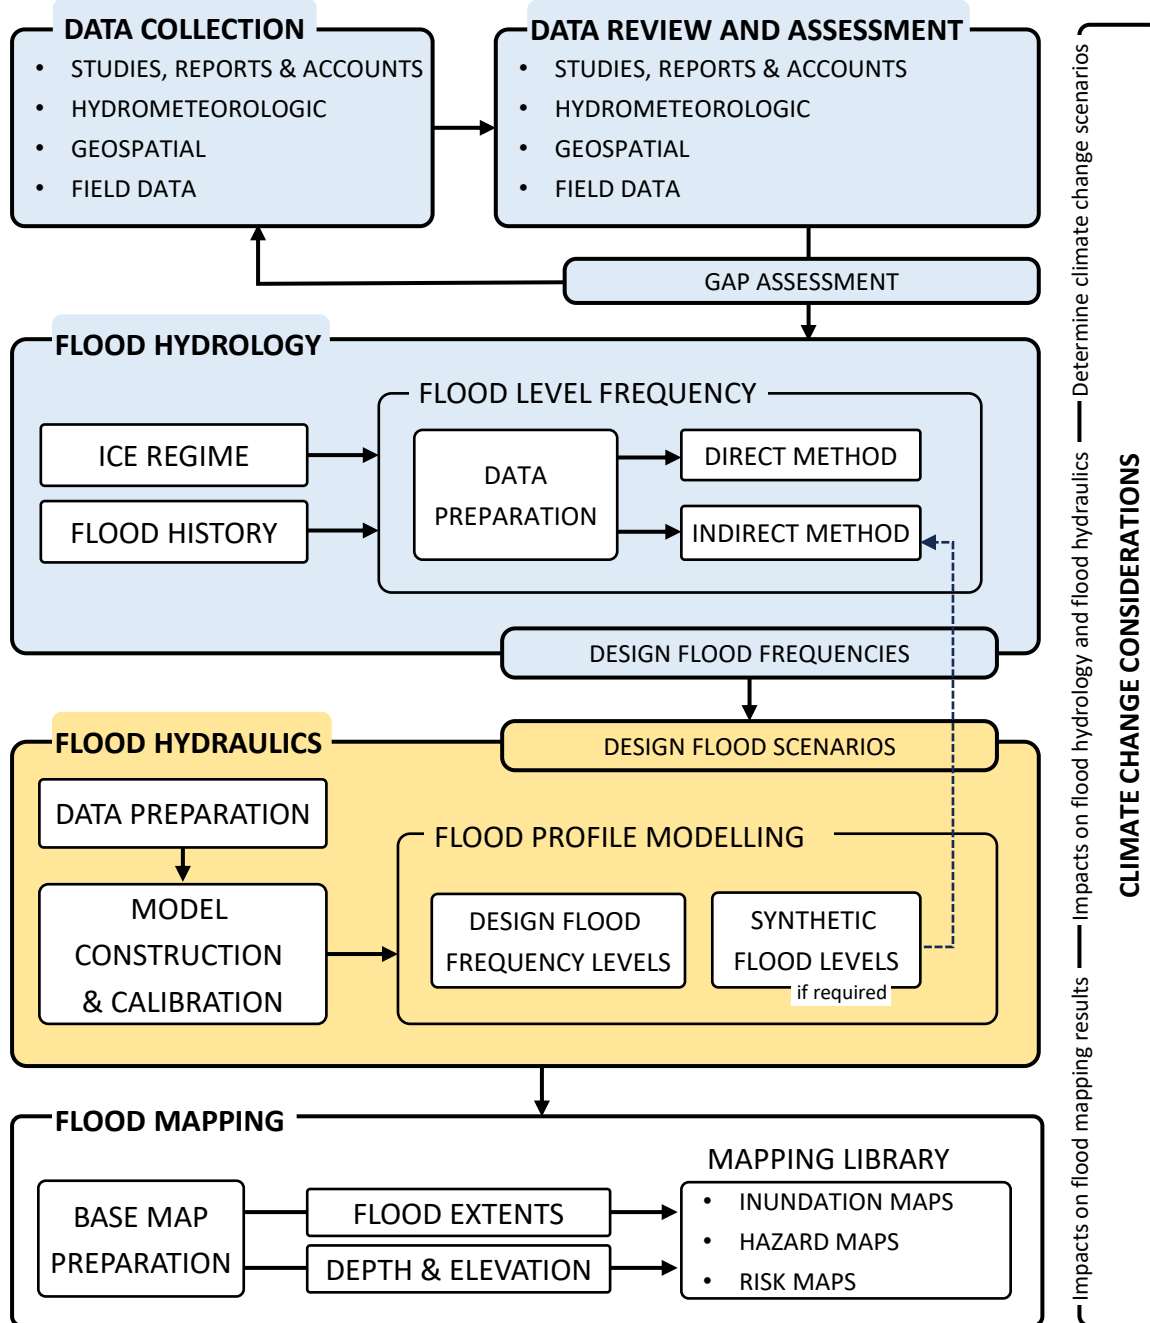 DATA COLLECTION
• STUDIES, REPORTS & ACCOUNTS
• HYDROMETEOROLOGIC
• GEOSPATIAL
• FIELD DATA
DATA REVIEW AND ASSESSMENT
• STUDIES, REPORTS & ACCOUNTS
• HYDROMETEOROLOGIC
• GEOSPATIAL
• FIELD DATA
GAP ASSESSMENT
FLOOD HYDROLOGY
ICE REGIME
FLOOD HISTORY
FLOOD LEVEL FREQUENCY
DATA
PREPARATION
DIRECT METHOD
INDIRECT METHOD
DESIGN FLOOD FREQUENCIES
FLOOD HYDRAULICS
DESIGN FLOOD SCENARIOS
DATA PREPARATION
MODEL
CONSTRUCTION
& CALIBRATION
FLOOD PROFILE MODELLING
DESIGN FLOOD
FREQUENCY LEVELS
SYNTHETIC
FLOOD LEVELS
if required
FLOOD MAPPING
BASE MAP
PREPARATION
FLOOD EXTENTS
DEPTH & ELEVATION
MAPPING LIBRARY
• INUNDATION MAPS
• HAZARD MAPS
• RISK MAPS
Determine climate change scenarios
Impacts on flood hydrology and flood hydraulics
Impacts on flood mapping results
CLIMATE CHANGE CONSIDERATIONS